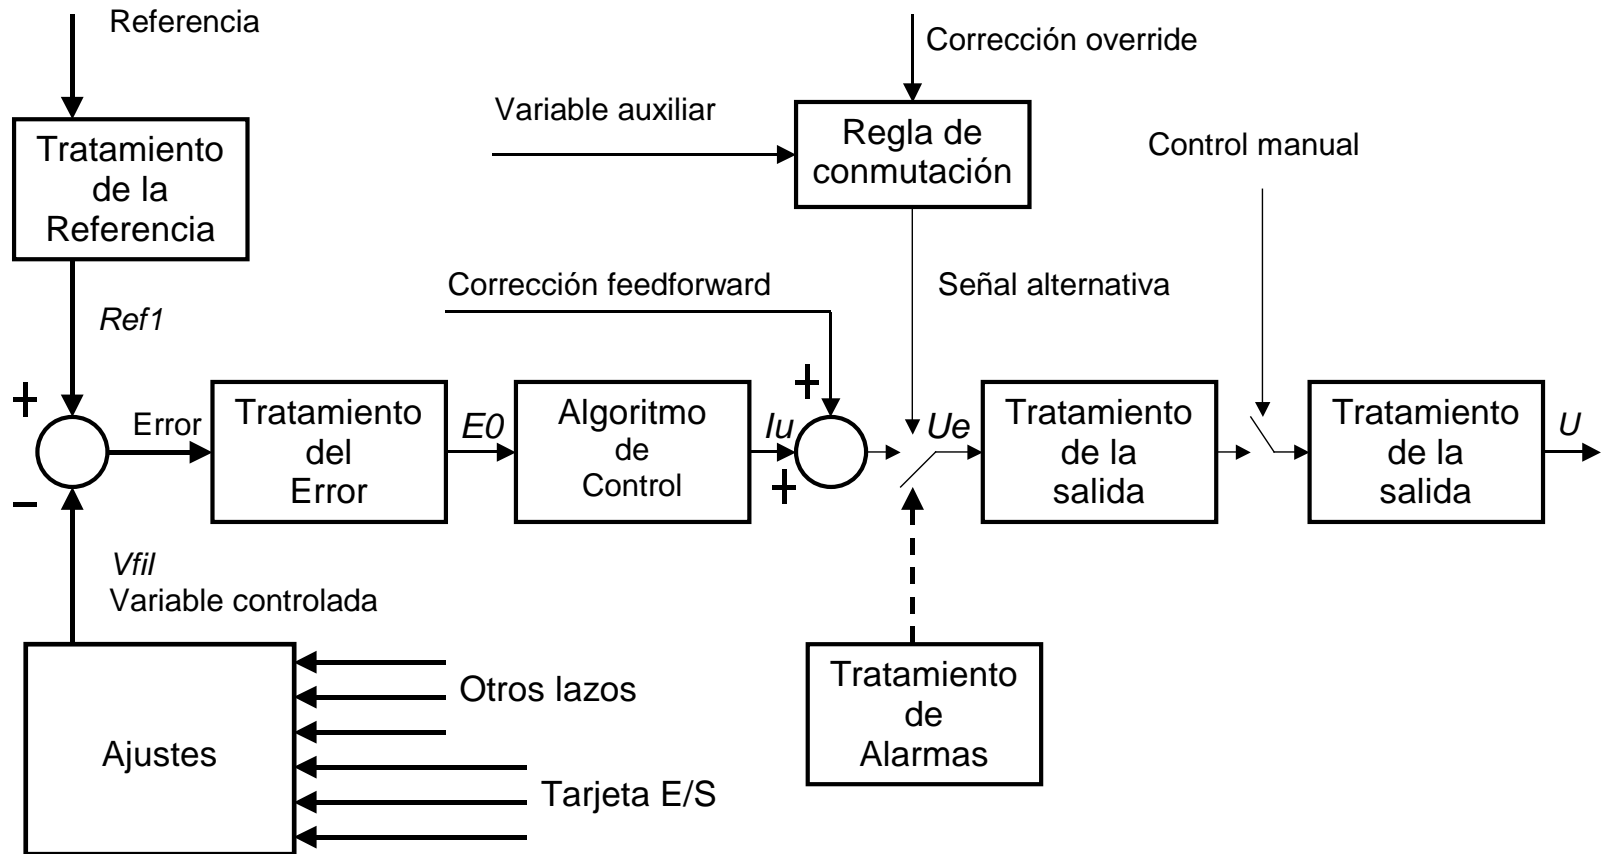 Referencia
Corrección override
Variable auxiliar
Regla de
conmutación
Control manual
Tratamiento
de la
Referencia
Corrección feedforward
Señal alternativa
Ref1
+
+
Error
Tratamiento
del
Error
E0
Algoritmo
de
Control
Iu
+
Ue
Tratamiento
de la
salida
Tratamiento
de la
salida
U
−
Vfil
Variable controlada
Ajustes
Otros lazos
Tarjeta E/S
Tratamiento
de
Alarmas